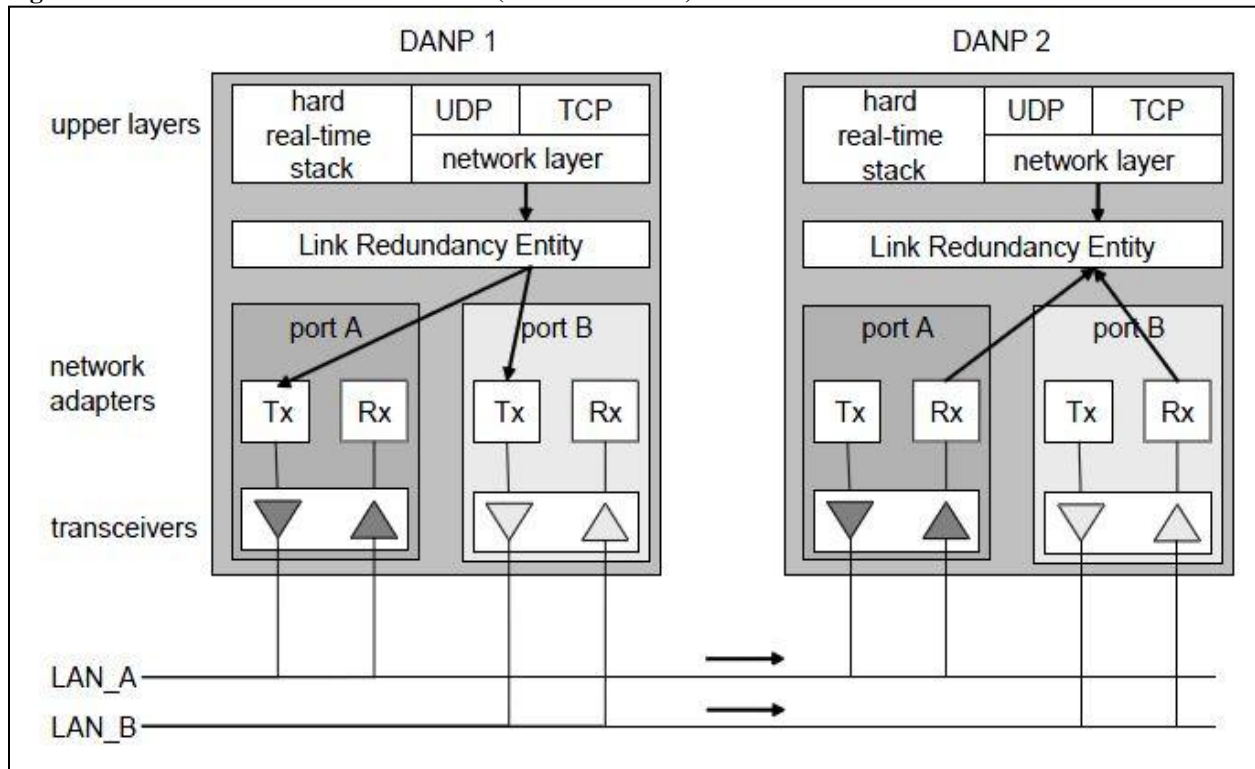 DANP 1
DANP 2
upper layers
hard
real-time
stack
UDP
TCP
network layer
hard
real-time
stack
UDP
TCP
network layer
Link Redundancy Entity
Link Redundancy Entity
port A
port B
port A
port B
network
adapters
Tx
Rx
Tx
Rx
Tx
Rx
Tx
Rx
transceivers
LAN_A
LAN_B